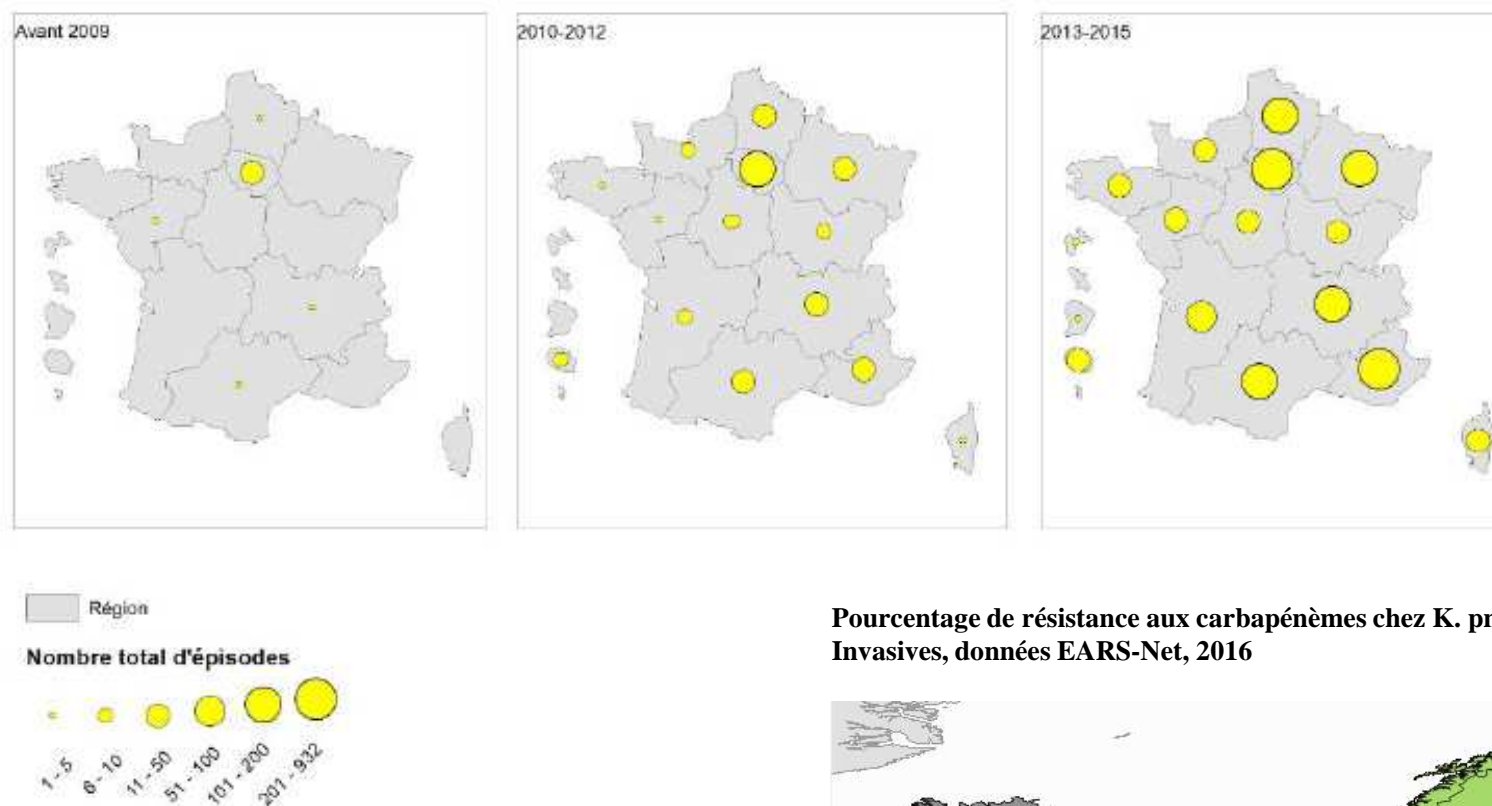 Avant 2009
2010-2012
2013-2015
Région
Nombre total d'épisodes
1 - 5
6 - 10
11 - 50
51 - 100
101 - 200
201 - 932
Pourcentage de résistance aux carbapénèmes chez K.
Invasives, données EARS-Net, 2016